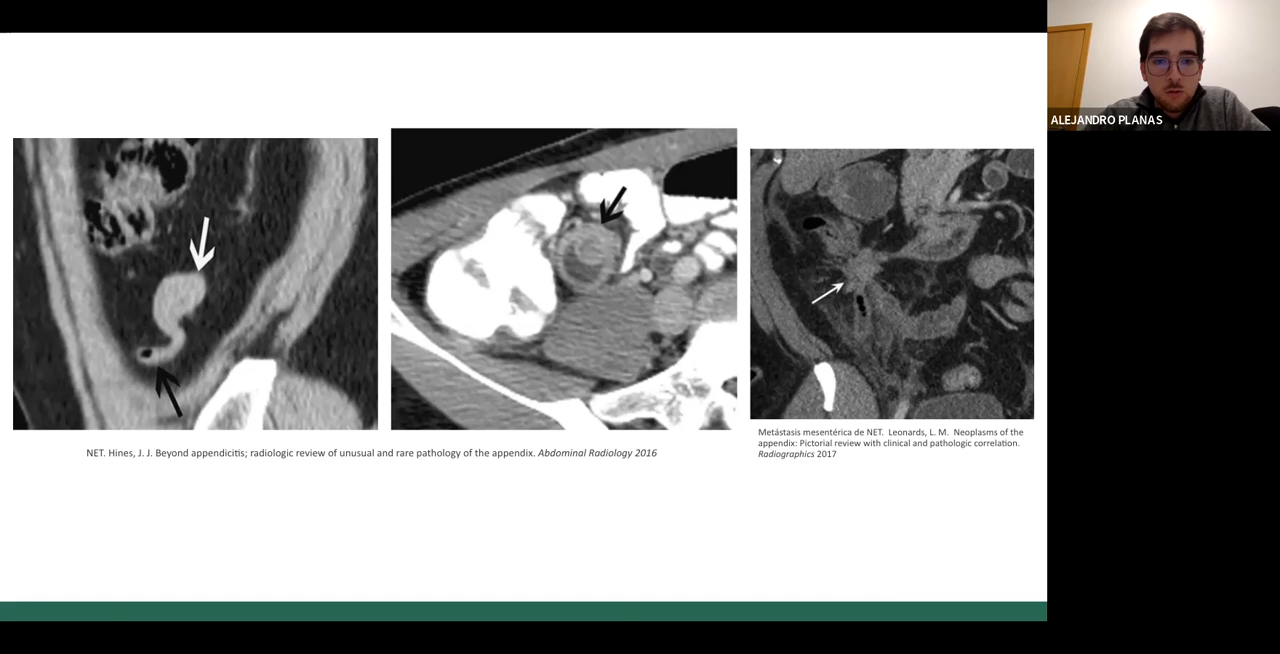 ALEJANDRO PLANAS
NET. Hines, J. J. Beyond appendicitis; radiologic review of unusual and rare pathology of the appendix. Abdominal Radiology 2016
Metástasis mesentérica de NET. Leonards, L. M. Neoplasms of the
appendix: Pictorial review with clinical and pathologic correlation.
Radiographics 2017